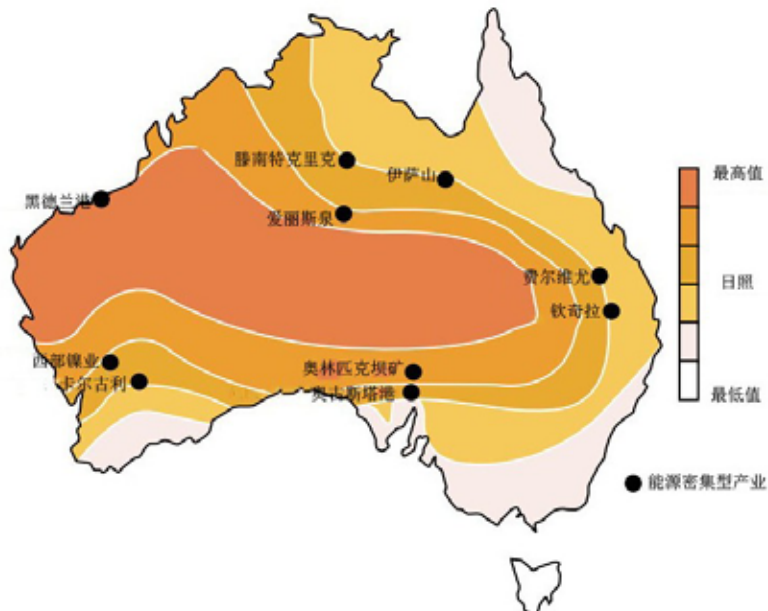 滕南特克里克
伊萨山
黑德兰港
爱丽斯泉
费尔维尤
钦奇拉
西部镍业
卡尔古利
奥林匹克坝矿
奥古斯塔港
最高值
日照
最低值
能源密集型产业